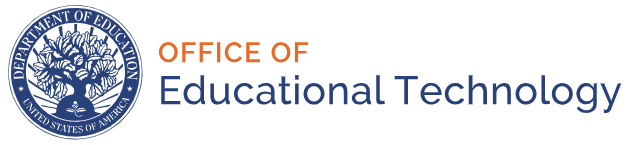 DEPARTMENT OF EDUCATION
UNITED STATES OF AMERICA
OFFICE OF
Educational Technology